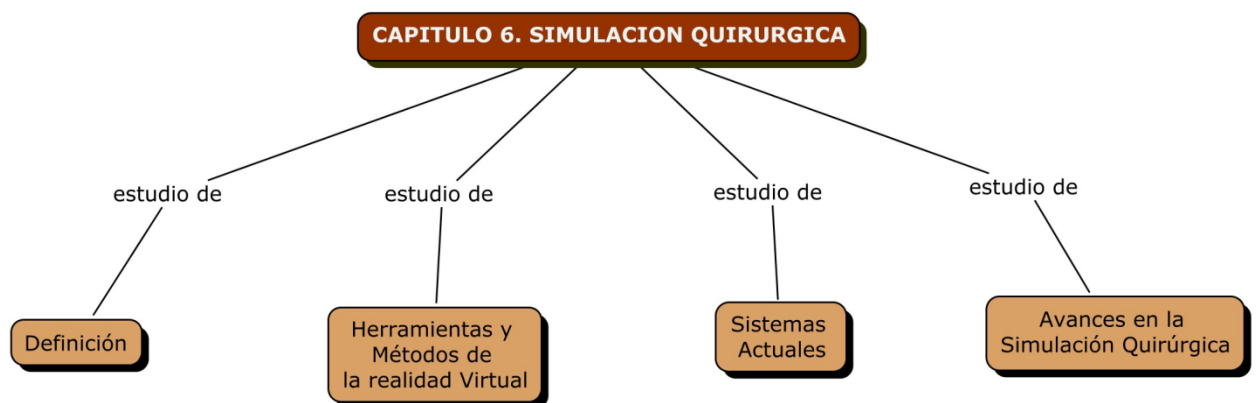 CAPITULO 6. SIMULACION QUIRURGICA
estudio de
estudio de
estudio de
estudio de
Definición
Herramientas y
Métodos de
la realidad Virtual
Sistemas
Actuales
Avances en la
Simulación Quirúrgica